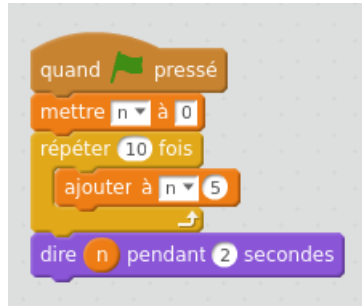 quand pressé
mettre n à 0
répéter 10 fois
ajouter à n 5
dire n pendant 2 secondes